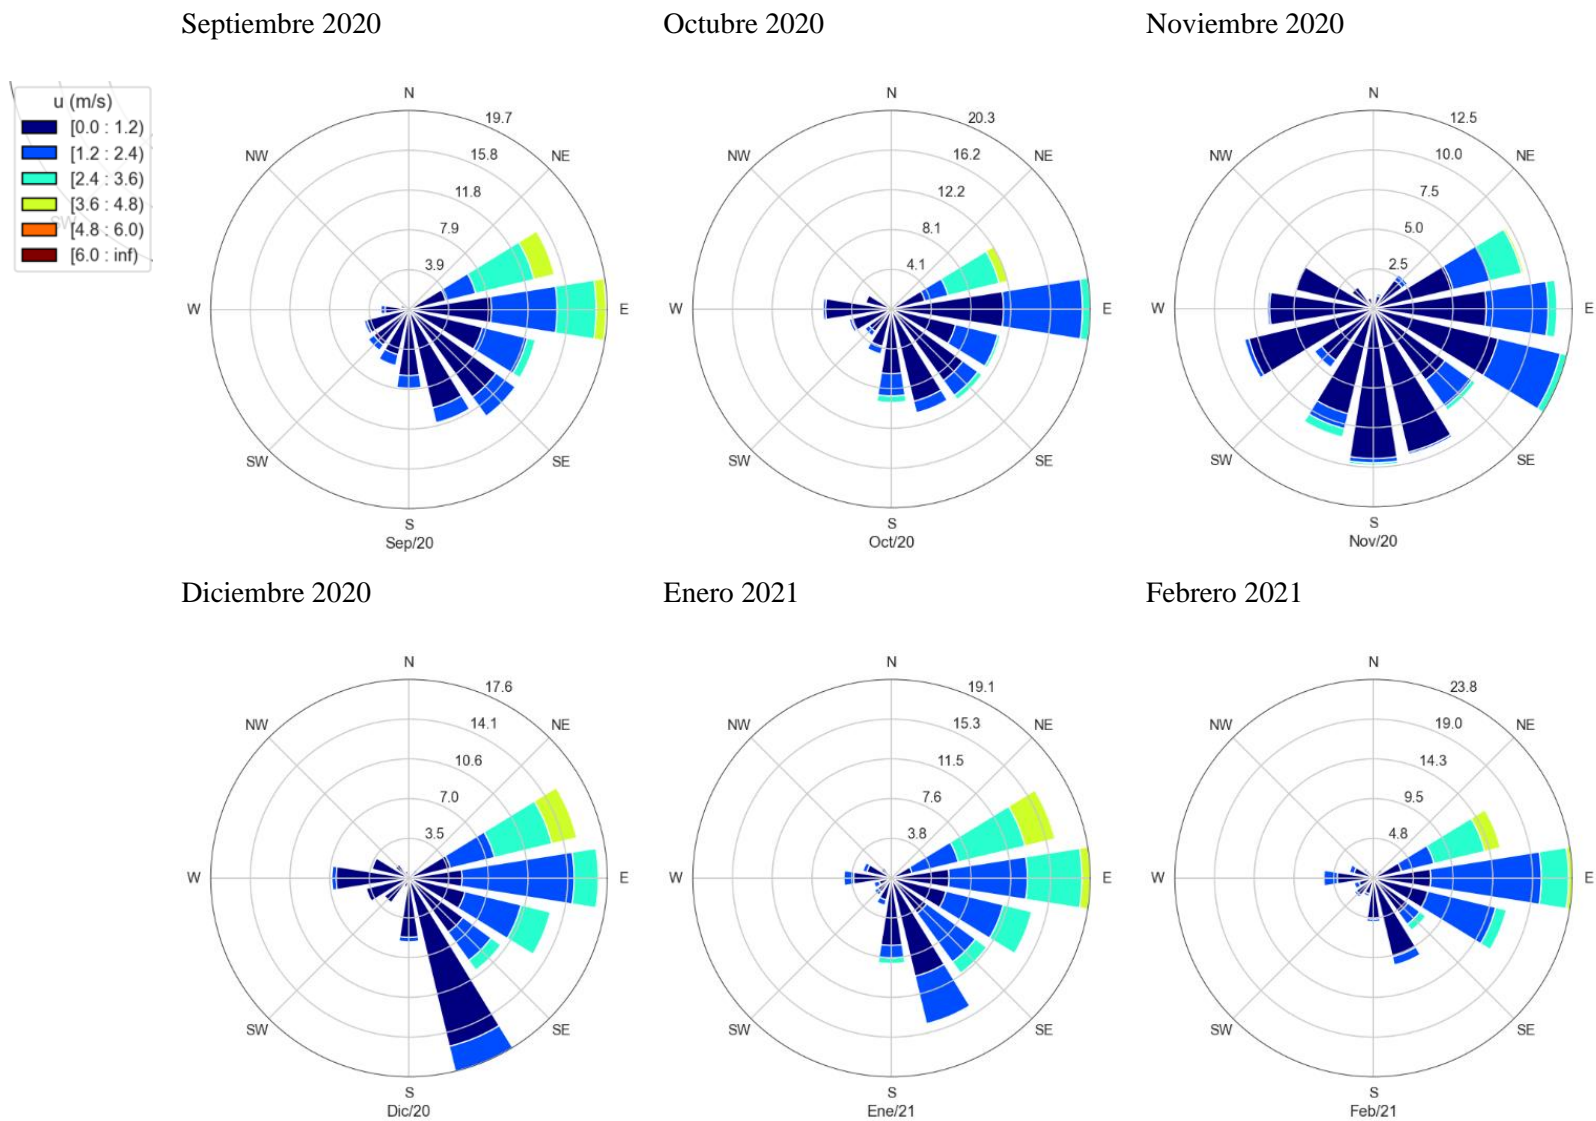 Septiembre 2020
Octubre 2020
Noviembre 2020
u (m/s)
[0.0 : 1.2)
[1.2 : 2.4)
[2.4 : 3.6)
[3.6 : 4.8)
[4.8 : 6.0)
[6.0 : inf)
SW
N
NE
E
SE
S
SW
W
NW
3.9
7.9
11.8
15.8
19.7
Sep/20
N
NE
E
SE
S
SW
W
NW
4.1
8.1
12.2
16.2
20.3
Oct/20
N
NE
E
SE
S
SW
W
NW
2.5
5.0
7.5
10.0
12.5
Nov/20
Diciembre 2020
Enero 2021
Febrero 2021
N
NE
E
SE
S
SW
W
NW
3.5
7.0
10.6
14.1
17.6
Dic/20
N
NE
E
SE
S
SW
W
NW
3.8
7.6
11.5
15.3
19.1
Ene/21
N
NE
E
SE
S
SW
W
NW
4.8
9.5
14.3
19.0
23.8
Feb/21